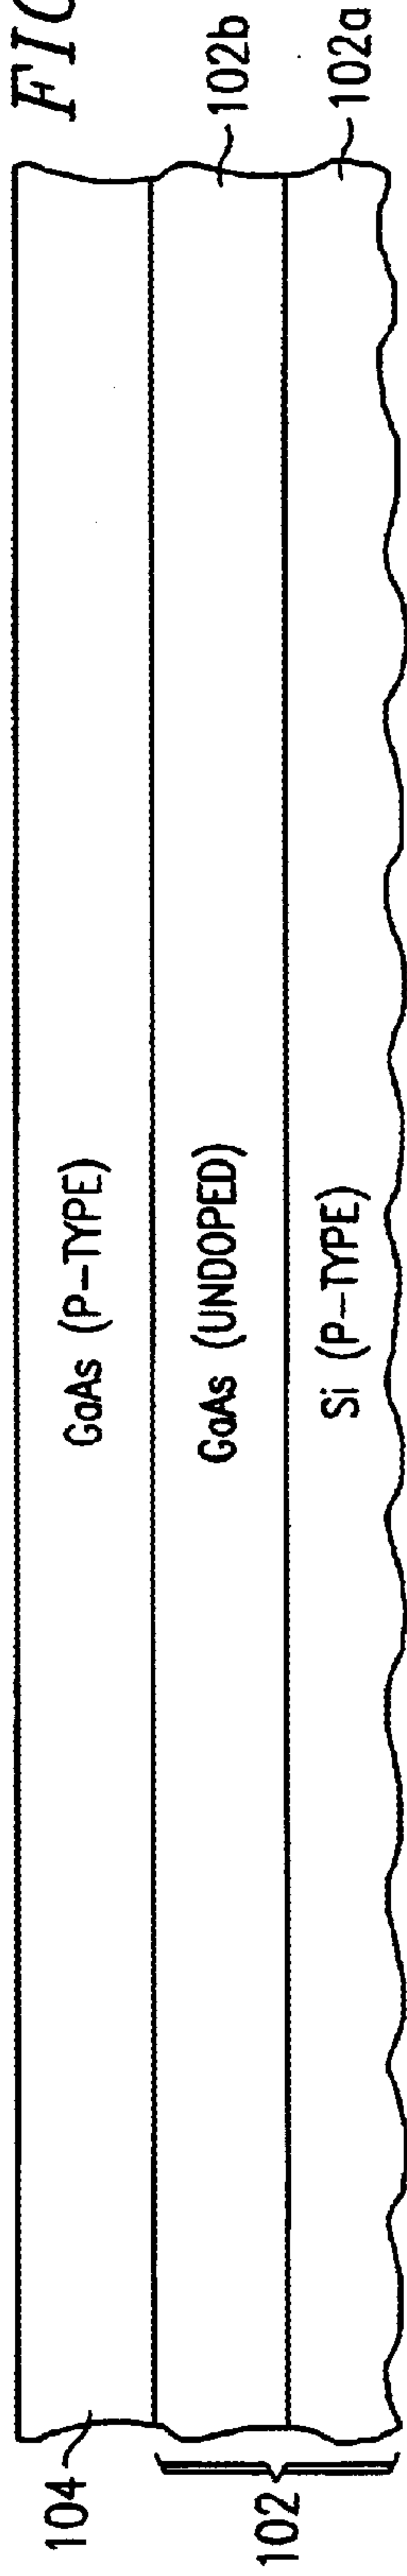 FIG
104
GaAs (P-TYPE)
102b
GaAs (UNDOPED)
102
Si (P-TYPE)
102a